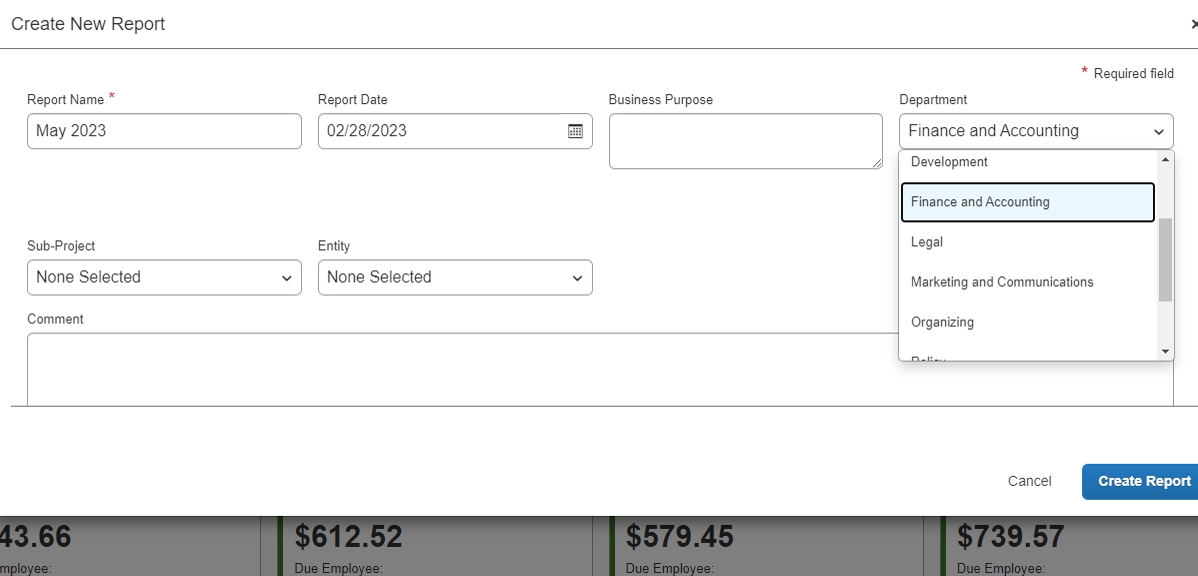 Create New Report
×
* Required field
Report Name *
Report Date
Business Purpose
Department
May 2023
02/28/2023
Finance and Accounting
Development
Finance and Accounting
Legal
Marketing and Communications
Organizing
Policy
Sub-Project
Entity
None Selected
None Selected
Comment
Cancel
Create Report
43.66
$612.52
$579.45
$739.57
mployee:
Due Employee:
Due Employee:
Due Employee: